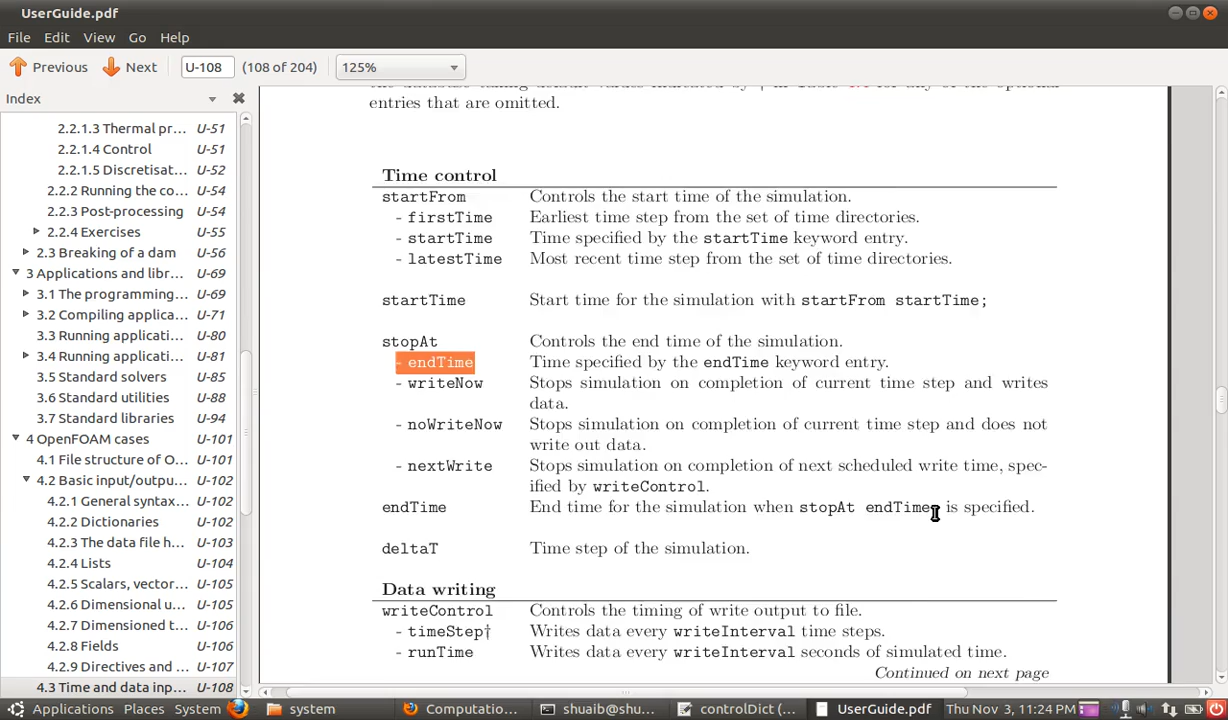 UserGuide.pdf
File Edit View Go Help
Previous Next U-108 (108 of 204) 125%
Index
2.2.1.3 Thermal pr... U-51
2.2.1.4 Control U-51
2.2.1.5 Discretisat... U-52
2.2.2 Running the co... U-54
2.2.3 Post-processing U-54
2.2.4 Exercises U-55
2.3 Breaking of a dam U-56
3 Applications and libr... U-69
3.1 The programming... U-69
3.2 Compiling applica... U-71
3.3 Running applicati... U-80
3.4 Running applicati... U-81
3.5 Standard solvers U-85
3.6 Standard utilities U-88
3.7 Standard libraries U-94
4 OpenFOAM cases U-101
4.1 File structure of O... U-101
4.2 Basic input/outpu... U-102
4.2.1 General syntax... U-102
4.2.2 Dictionaries U-102
4.2.3 The data file h... U-103
4.2.4 Lists U-104
4.2.5 Scalars, vector... U-105
4.2.6 Dimensional u... U-105
4.2.7 Dimensioned t... U-106
4.2.8 Fields U-106
4.2.9 Directives and ... U-107
4.3 Time and data inp... U-108
entries that are omitted.
Time control
startFrom Controls the start time of the simulation.
- firstTime Earliest time step from the set of time directories.
- startTime Time specified by the startTime keyword entry.
- latestTime Most recent time step from the set of time directories.
startTime Start time for the simulation with startFrom startTime;
stopAt Controls the end time of the simulation.
- endTime Time specified by the endTime keyword entry.
- writeNow Stops simulation on completion of current time step and writes
data.
- noWriteNow Stops simulation on completion of current time step and does not
write out data.
- nextWrite Stops simulation on completion of next scheduled write time, spec-
ified by writeControl.
endTime End time for the simulation when stopAt endTime; is specified.
deltaT Time step of the simulation.
Data writing
writeControl Controls the timing of write output to file.
- timeStep† Writes data every writeInterval time steps.
- runTime Writes data every writeInterval seconds of simulated time.
Continued on next page
Applications Places System system Computatio... shuaib@shu... controlDict (... UserGuide.pdf Thu Nov 3, 11:24 PM